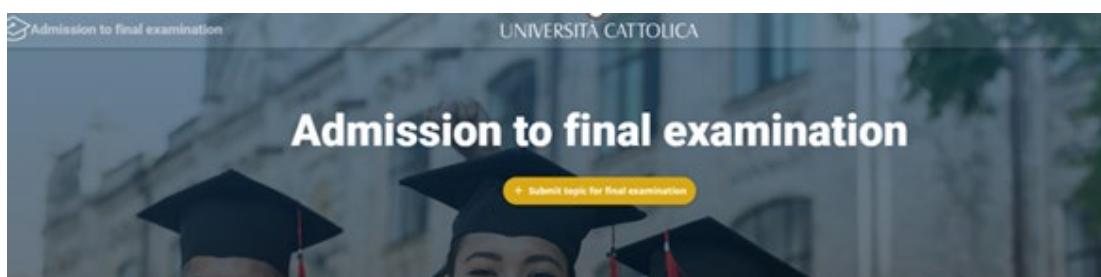 Admission to final examination
UNIVERSITÀ CATTOLICA
Admission to final examination
+ Submit topic for final examination